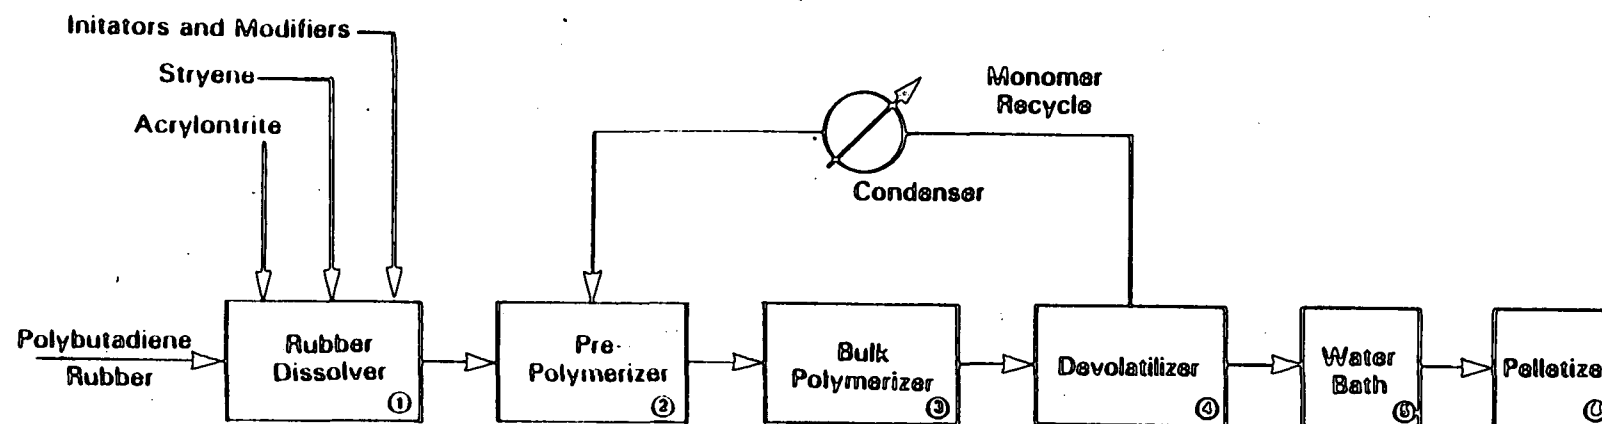 Initators and Modifiers
Stryene
Acrylontrite
Monomer
Recycle
Condenser
Polybutadiene
Rubber
Rubber
Dissolver
①
Pre-
Polymerizer
②
Bulk
Polymerizer
③
Devolatilizer
④
Water
Bath
⑤
Pelletize